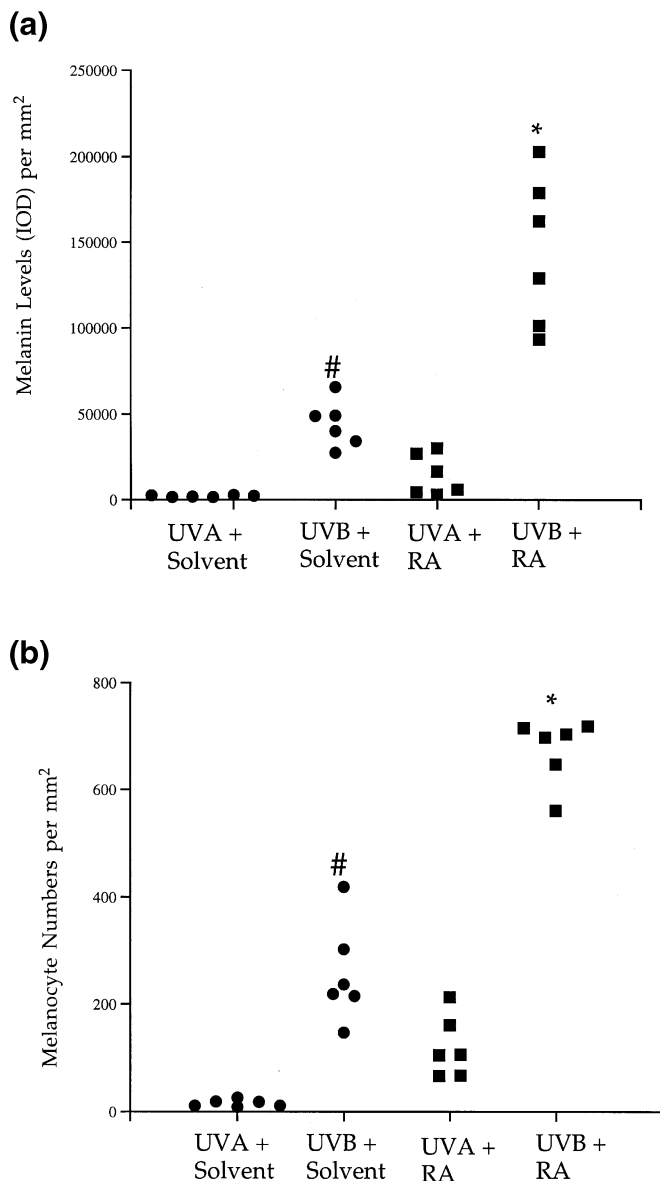 (a)
Melanin Levels (IOD) per mm²
250000
200000
150000
100000
50000
0
*
#
UVA + Solvent
UVB + Solvent
UVA + RA
UVB + RA
(b)
Melanocyte Numbers per mm²
800
600
400
200
0
*
#
UVA + Solvent
UVB + Solvent
UVA + RA
UVB + RA